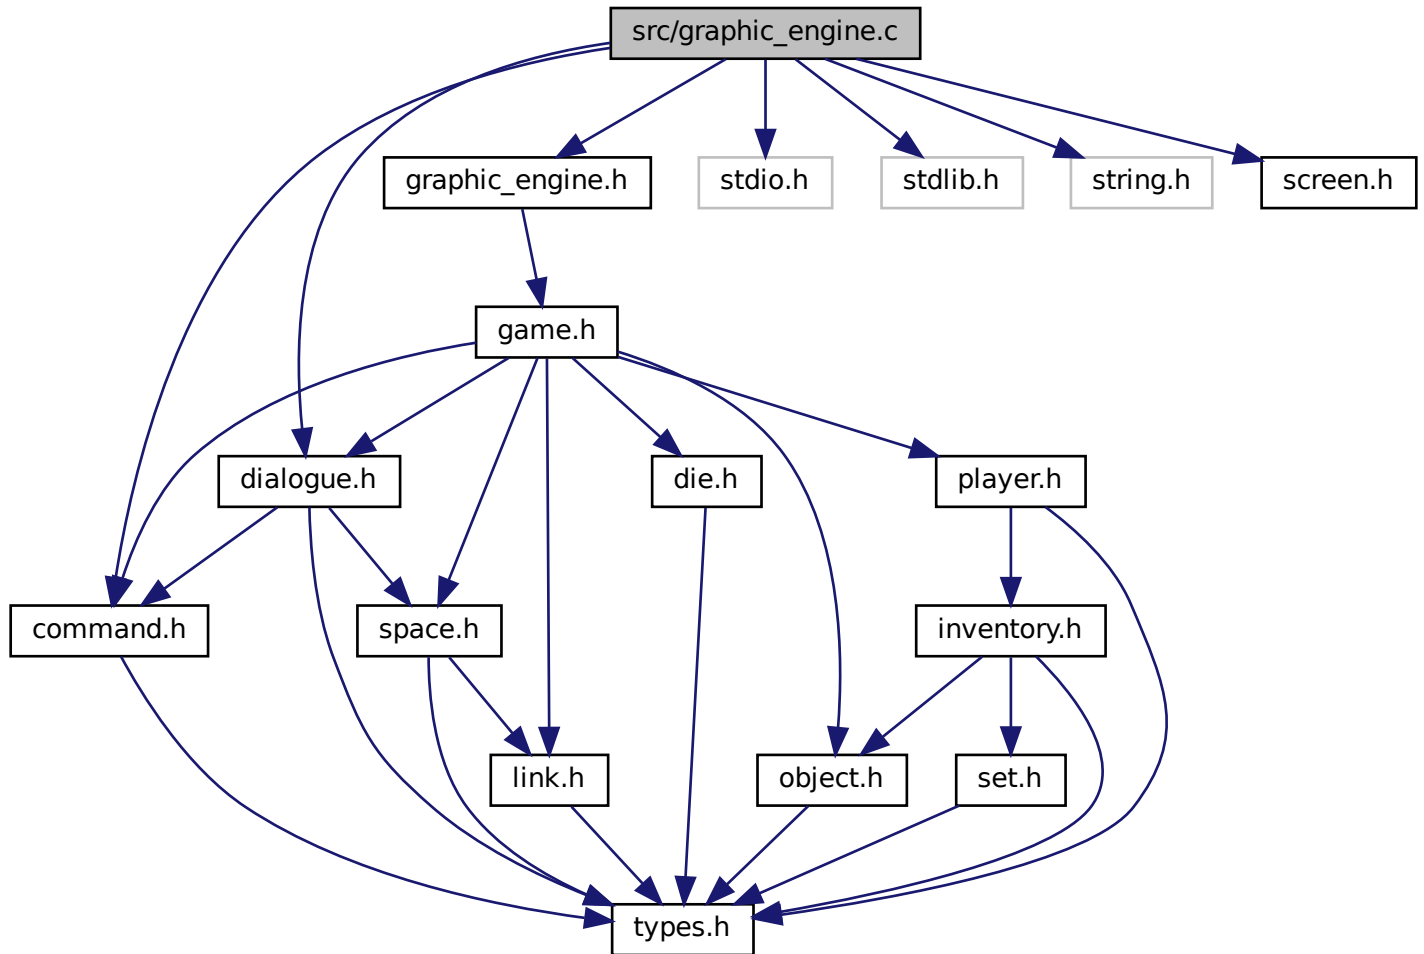 src/graphic_engine.c
graphic_engine.h
stdio.h
stdlib.h
string.h
screen.h
game.h
dialogue.h
die.h
player.h
command.h
space.h
inventory.h
link.h
object.h
set.h
types.h